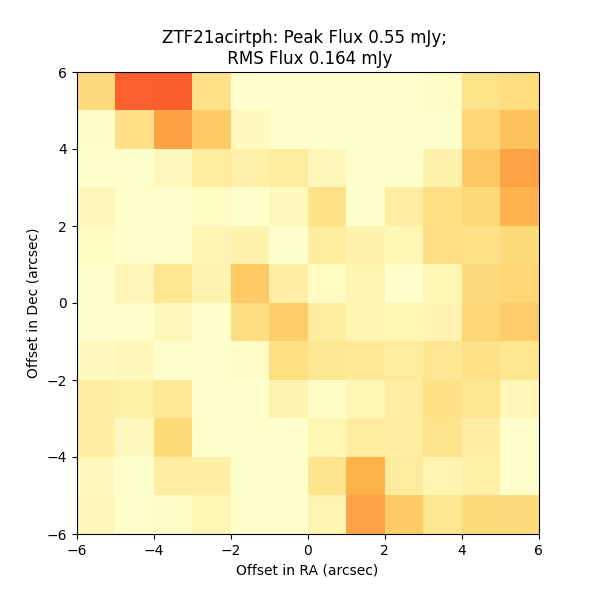 ZTF21acirtph: Peak Flux 0.55 mJy;
RMS Flux 0.164 mJy
6
4
2
0
−2
−4
−6
Offset in Dec (arcsec)
−6 −4 −2 0 2 4 6
Offset in RA (arcsec)